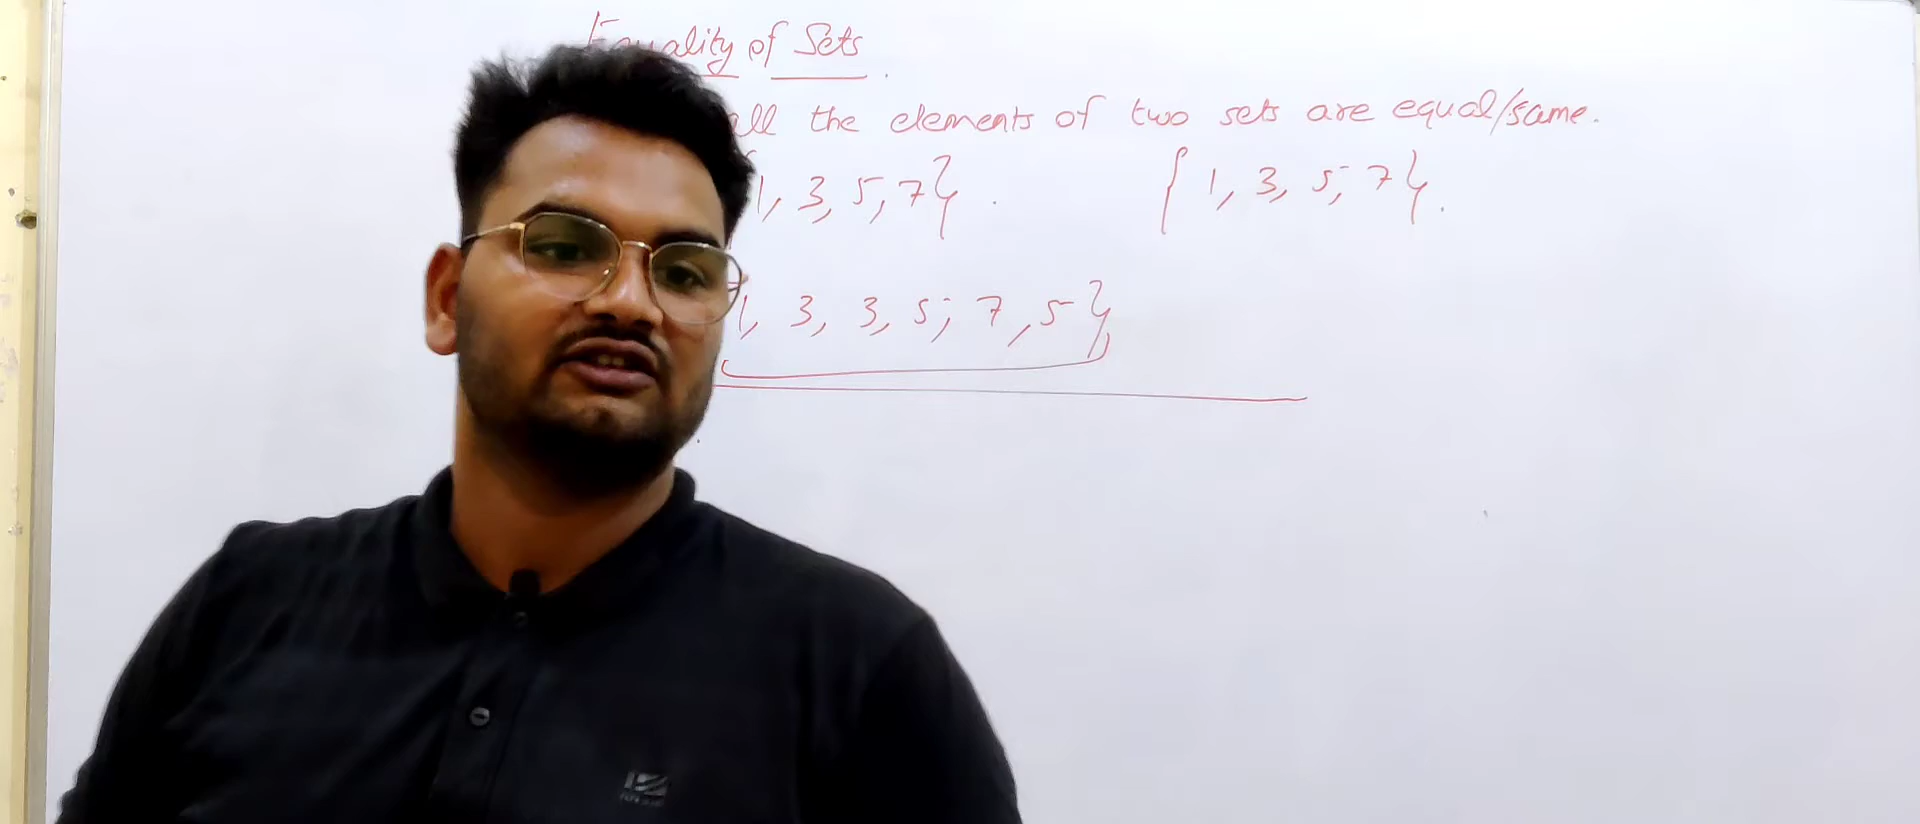 Equality of Sets
all the elements of two sets are equal/same.
1, 3, 5, 7} . { 1, 3, 5, 7}.
1, 3, 3, 5, 7, 5}